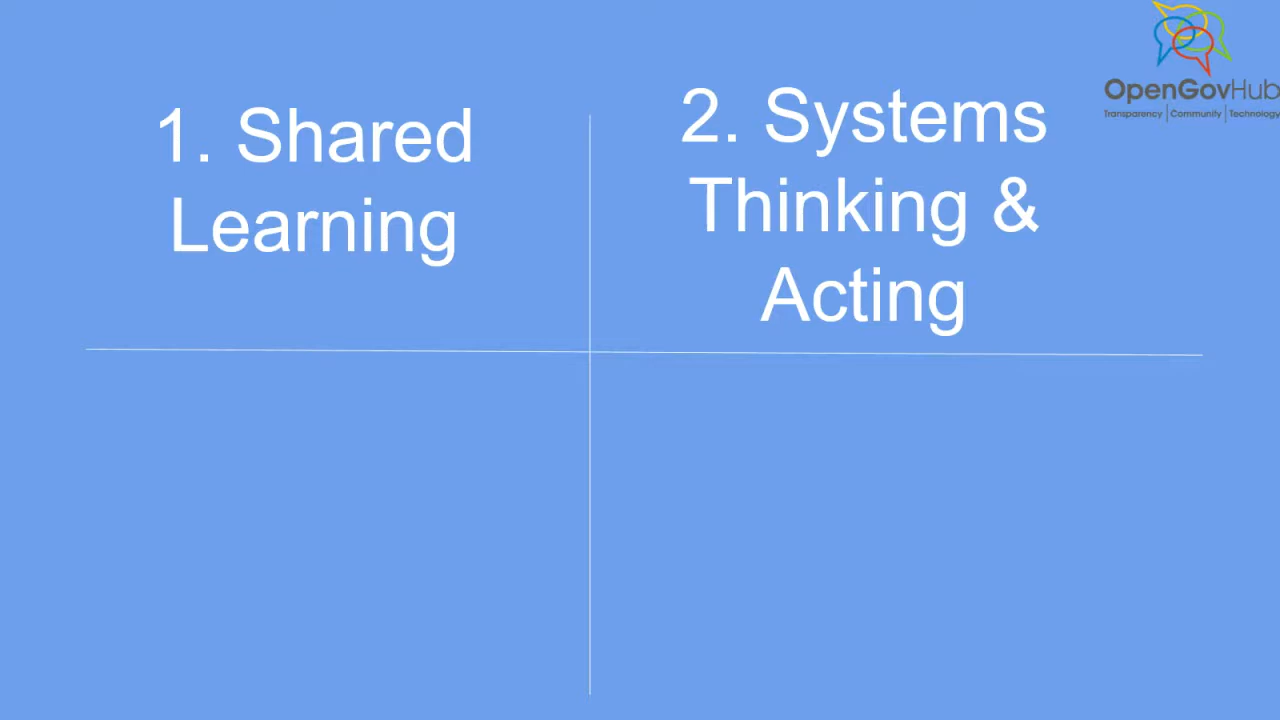 1. Shared
Learning
2. Systems
Thinking &
Acting
OpenGovHub
Transparency | Community | Technology